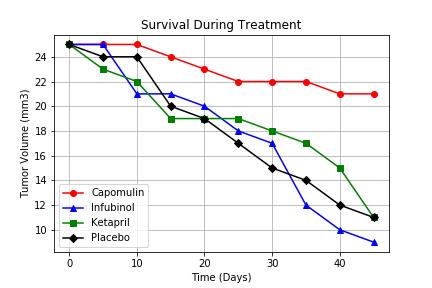 Survival During Treatment
Tumor Volume (mm3)
24
22
20
18
16
14
12
10
Capomulin
Infubinol
Ketapril
Placebo
0 10 20 30 40
Time (Days)